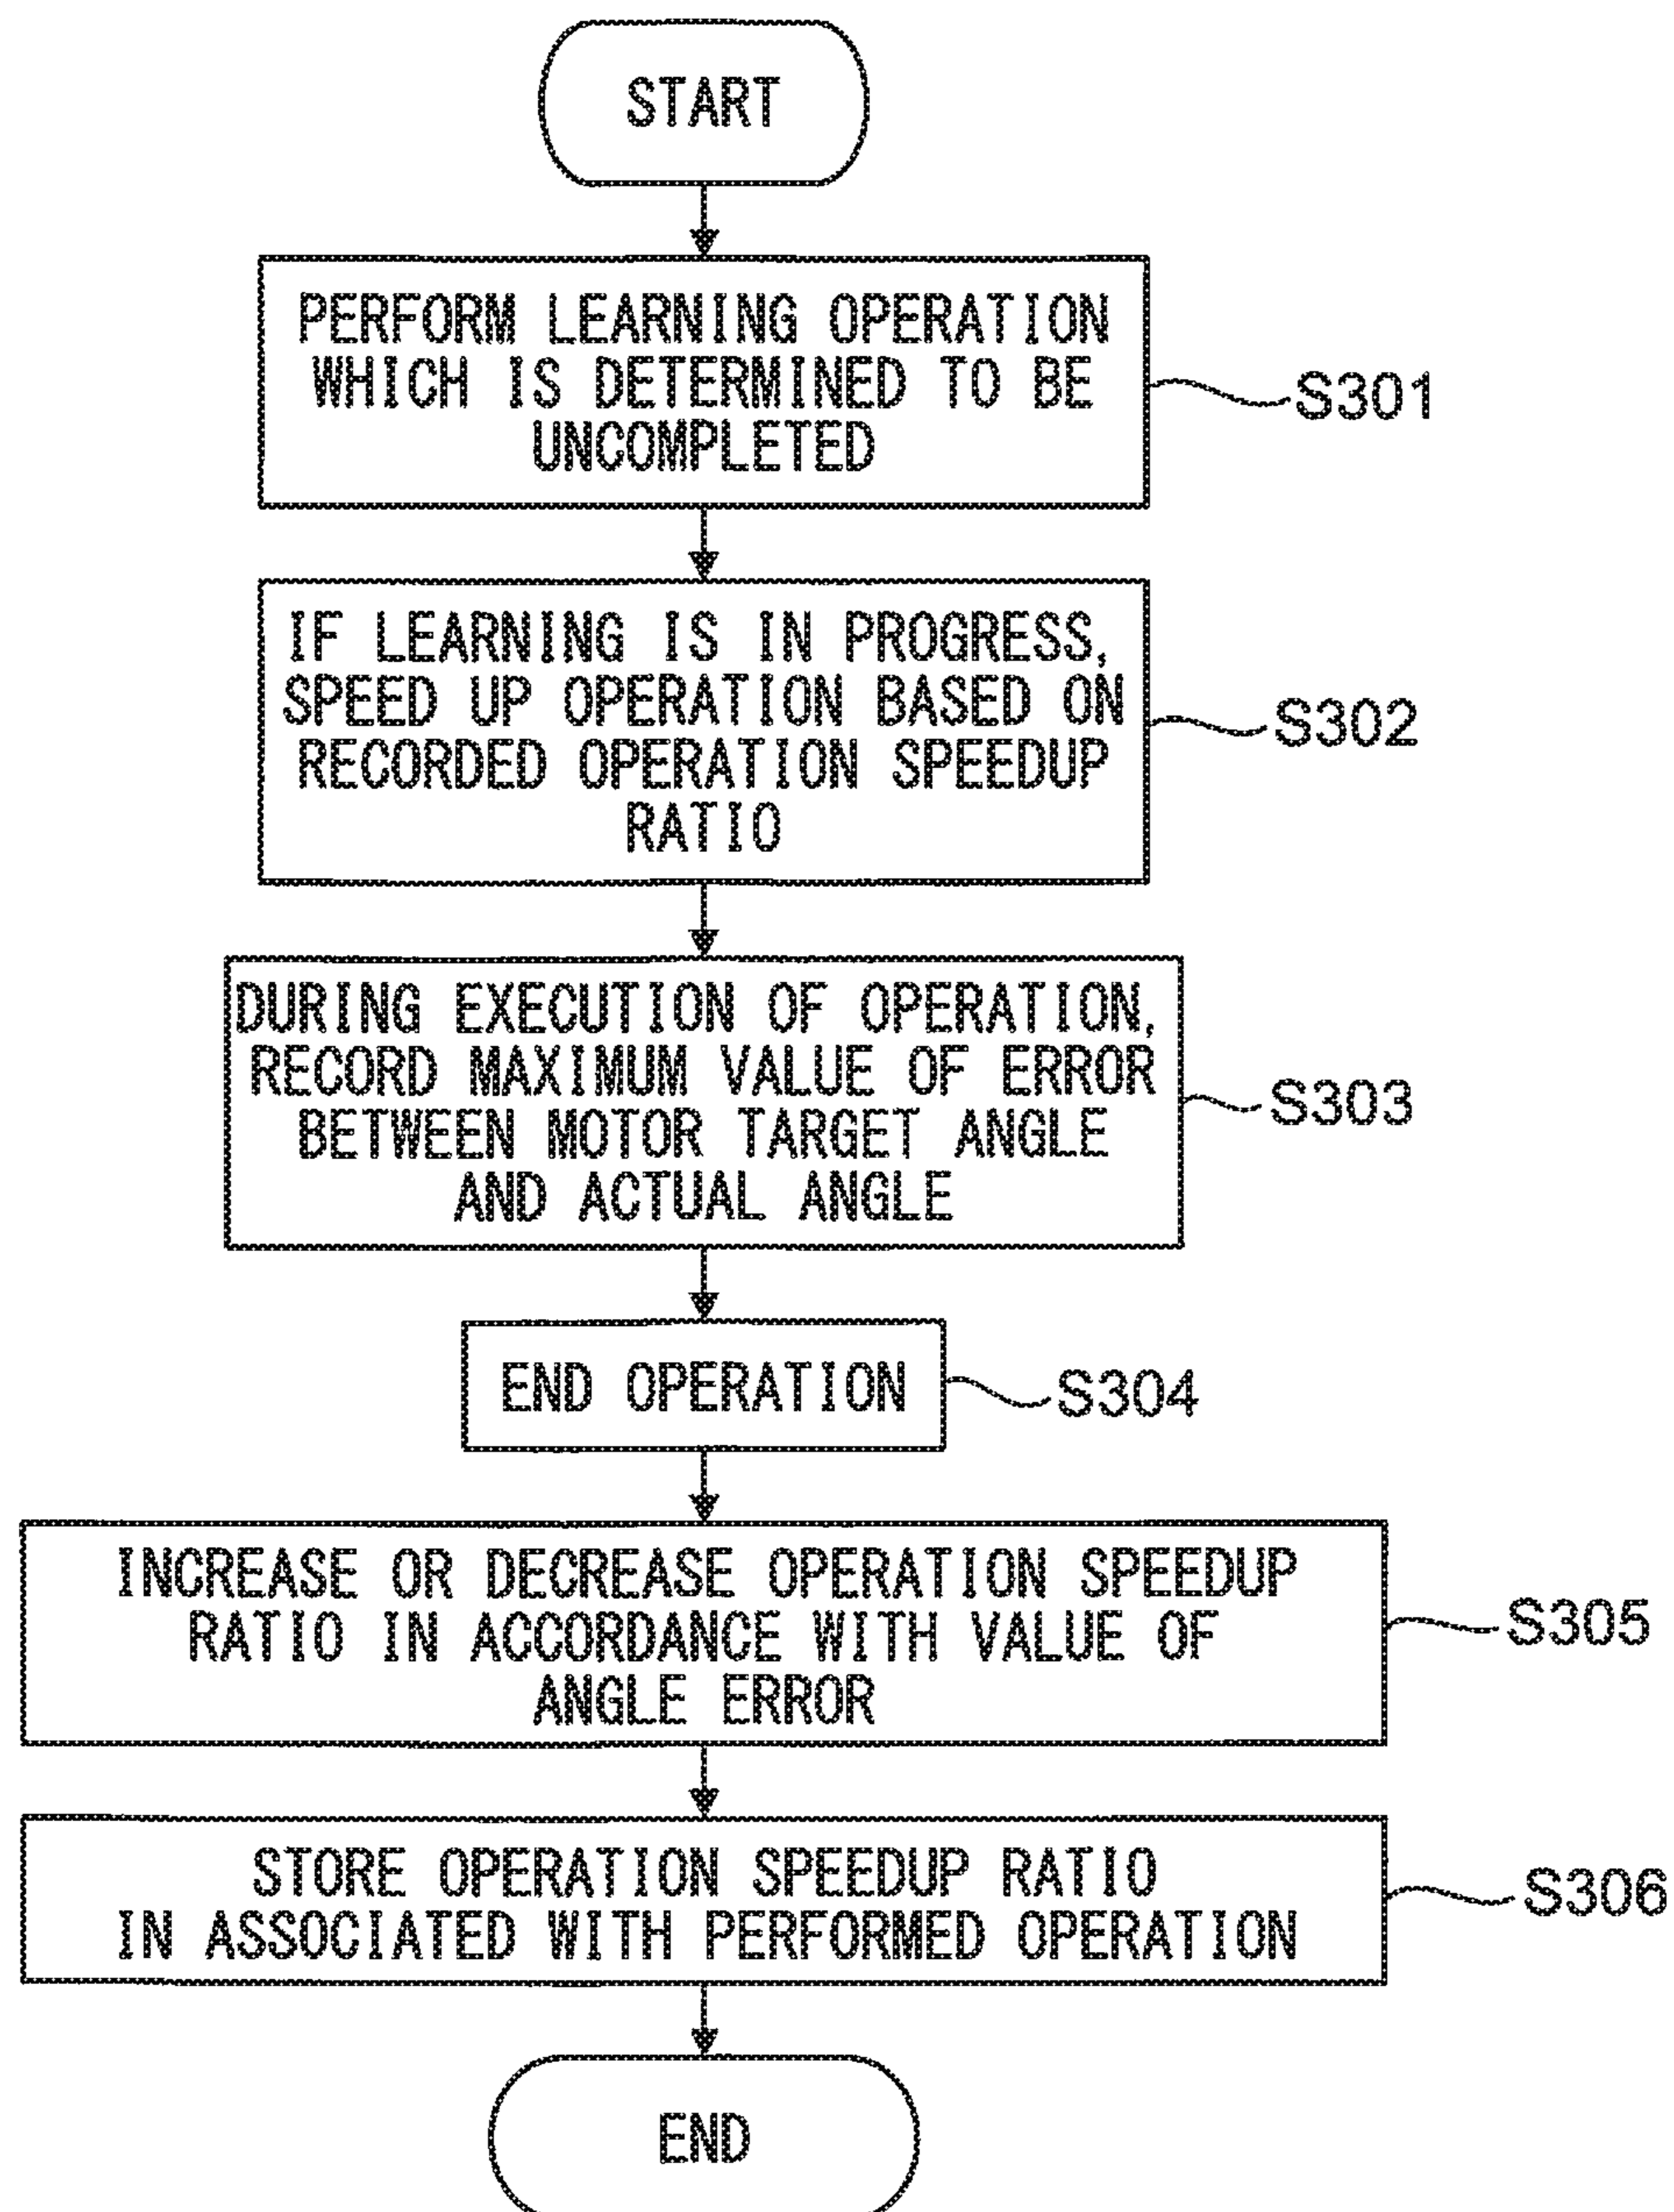 START
PERFORM LEARNING OPERATION
WHICH IS DETERMINED TO BE
UNCOMPLETED
S301
IF LEARNING IS IN PROGRESS,
SPEED UP OPERATION BASED ON
RECORDED OPERATION SPEEDUP
RATIO
S302
DURING EXECUTION OF OPERATION,
RECORD MAXIMUM VALUE OF ERROR
BETWEEN MOTOR TARGET ANGLE
AND ACTUAL ANGLE
S303
END OPERATION
S304
INCREASE OR DECREASE OPERATION SPEEDUP
RATIO IN ACCORDANCE WITH VALUE OF
ANGLE ERROR
S305
STORE OPERATION SPEEDUP RATIO
IN ASSOCIATED WITH PERFORMED OPERATION
S306
END